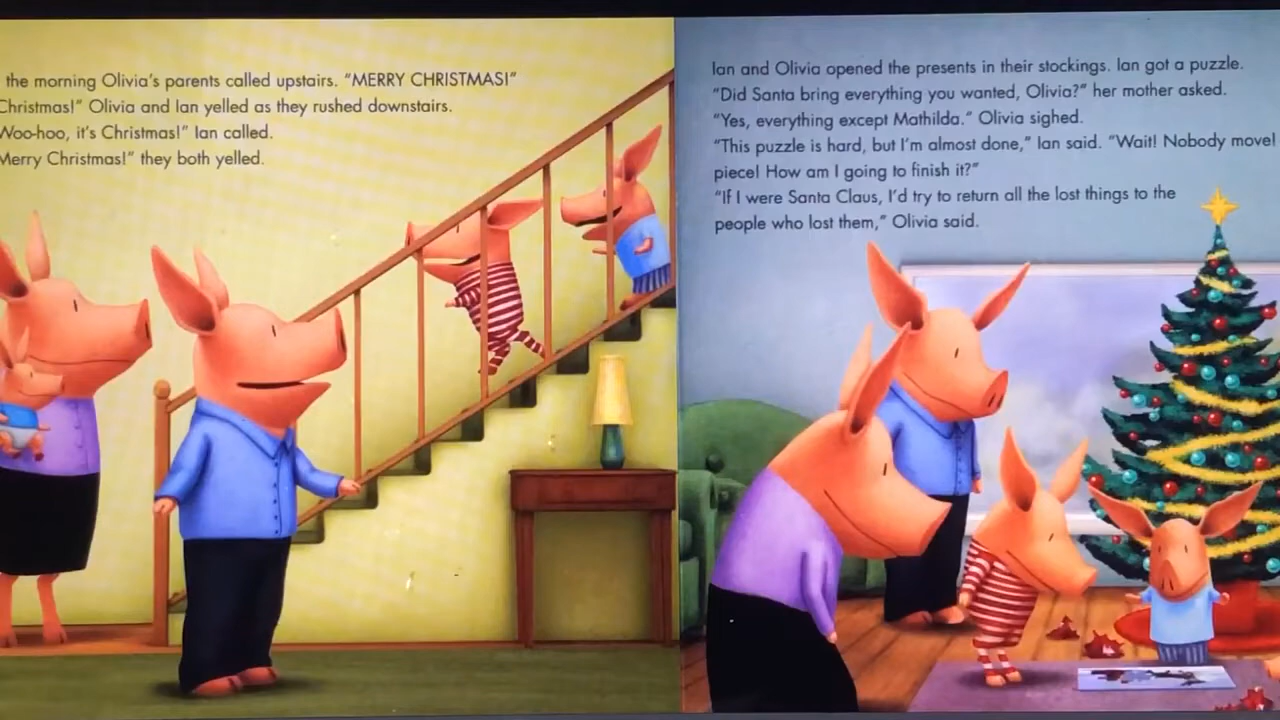 the morning Olivia's parents called upstairs. "MERRY CHRISTMAS!"
Christmas!" Olivia and Ian yelled as they rushed downstairs.
Woo-hoo, it's Christmas!" Ian called.
Merry Christmas!" they both yelled.
Ian and Olivia opened the presents in their stockings. Ian got a puzzle.
"Did Santa bring everything you wanted, Olivia?" her mother asked.
"Yes, everything except Mathilda." Olivia sighed.
"This puzzle is hard, but I'm almost done," Ian said. "Wait! Nobody move!
piece! How am I going to finish it?"
"If I were Santa Claus, I'd try to return all the lost things to the
people who lost them," Olivia said.